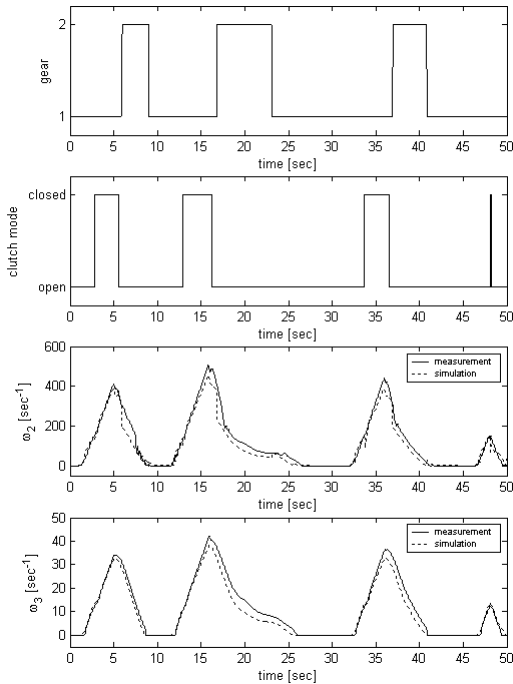 2
gear
1
0 5 10 15 20 25 30 35 40 45 50
time [sec]
closed
clutch mode
open
0 5 10 15 20 25 30 35 40 45 50
time [sec]
600
400
200
0
ω2 [sec-1]
measurement
simulation
0 5 10 15 20 25 30 35 40 45 50
time [sec]
50
40
30
20
10
0
ω3 [sec-1]
measurement
simulation
0 5 10 15 20 25 30 35 40 45 50
time [sec]